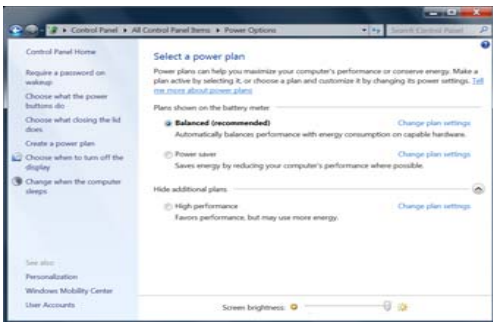 Control Panel ▸ All Control Panel Items ▸ Power Options
Search Control Panel
Control Panel Home
Require a password on
wakeup
Choose what the power
buttons do
Choose what closing the lid
does
Create a power plan
Choose when to turn off the
display
Change when the computer
sleeps
See also
Personalization
Windows Mobility Center
User Accounts
Select a power plan
Power plans can help you maximize your computer's performance or conserve energy. Make a
plan active by selecting it, or choose a plan and customize it by changing its power settings. Tell
me more about power plans
Plans shown on the battery meter
Balanced (recommended) Change plan settings
Automatically balances performance with energy consumption on capable hardware.
Power saver Change plan settings
Saves energy by reducing your computer's performance where possible.
Hide additional plans
High performance Change plan settings
Favors performance, but may use more energy.
Screen brightness: